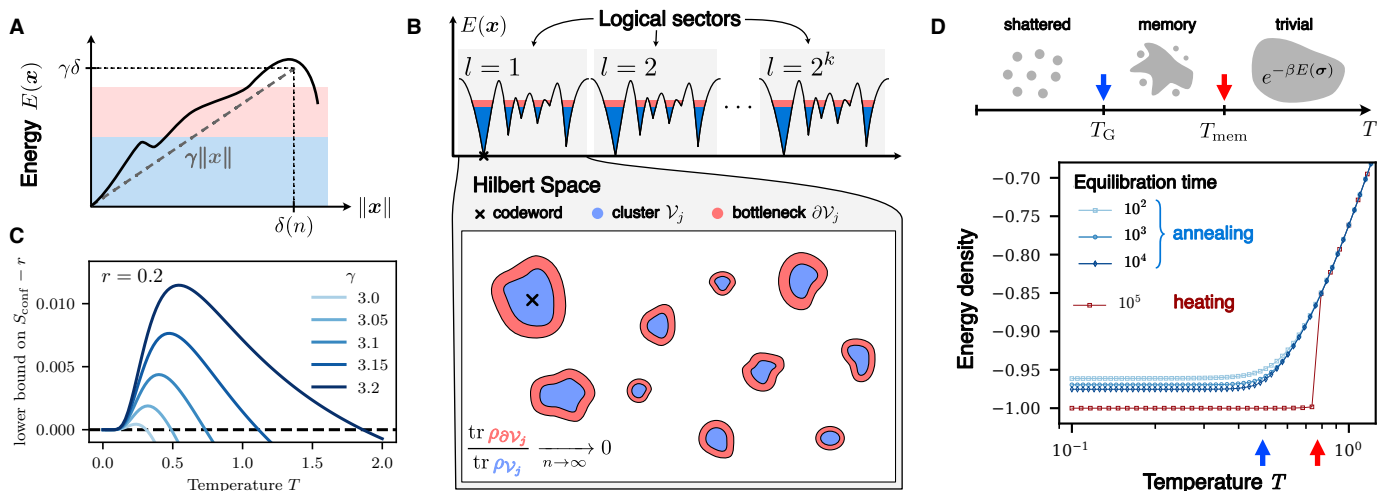 A
Energy E(x)
γδ
γ‖x‖
δ(n)
‖x‖
B
E(x)
Logical sectors
l = 1
l = 2
l = 2^k
· · ·
Hilbert Space
× codeword
cluster 𝒱_j
bottleneck ∂𝒱_j
tr ρ_∂𝒱_j
tr ρ_𝒱_j
n→∞
0
C
lower bound on S_conf − r
r = 0.2
γ
3.0
3.05
3.1
3.15
3.2
0.010
0.005
0.000
0.0 0.5 1.0 1.5 2.0
Temperature T
D
shattered
memory
trivial
e^−βE(σ)
T_G
T_mem
T
Energy density
−0.70
−0.75
−0.80
−0.85
−0.90
−0.95
−1.00
Equilibration time
10^2
10^3
10^4
annealing
10^5
heating
10^−1
10^0
Temperature T